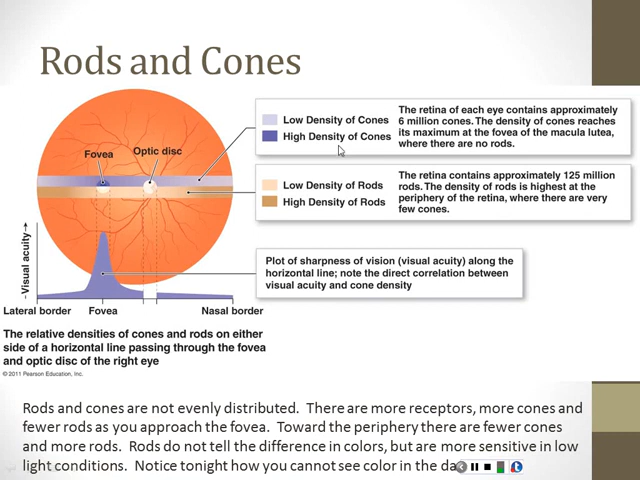 Rods and Cones
Low Density of Cones
High Density of Cones
The retina of each eye contains approximately
6 million cones. The density of cones reaches
its maximum at the fovea of the macula lutea,
where there are no rods.
Fovea
Optic disc
Low Density of Rods
High Density of Rods
The retina contains approximately 125 million
rods. The density of rods is highest at the
periphery of the retina, where there are very
few cones.
Visual acuity
Plot of sharpness of vision (visual acuity) along the
horizontal line; note the direct correlation between
visual acuity and cone density
Lateral border
Fovea
Nasal border
The relative densities of cones and rods on either
side of a horizontal line passing through the fovea
and optic disc of the right eye
© 2011 Pearson Education, Inc.
Rods and cones are not evenly distributed.  There are more receptors, more cones and
fewer rods as you approach the fovea.  Toward the periphery there are fewer cones
and more rods.  Rods do not tell the difference in colors, but are more sensitive in low
light conditions.  Notice tonight how you cannot see color in the